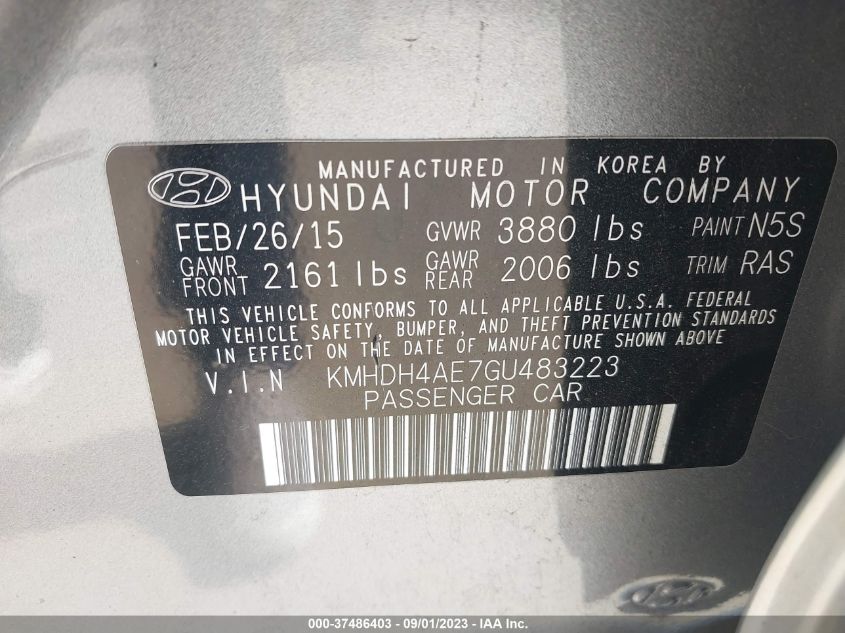 MANUFACTURED IN KOREA BY
HYUNDAI MOTOR COMPANY
FEB/26/15 GVWR 3880 lbs PAINT N5S
GAWR FRONT 2161 lbs GAWR REAR 2006 lbs TRIM RAS
THIS VEHICLE CONFORMS TO ALL APPLICABLE U.S.A. FEDERAL
MOTOR VEHICLE SAFETY, BUMPER, AND THEFT PREVENTION STANDARDS
IN EFFECT ON THE DATE OF MANUFACTURE SHOWN ABOVE
V.I.N KMHDH4AE7GU483223
PASSENGER CAR
000-37486403 - 09/01/2023 - © IAA Inc.